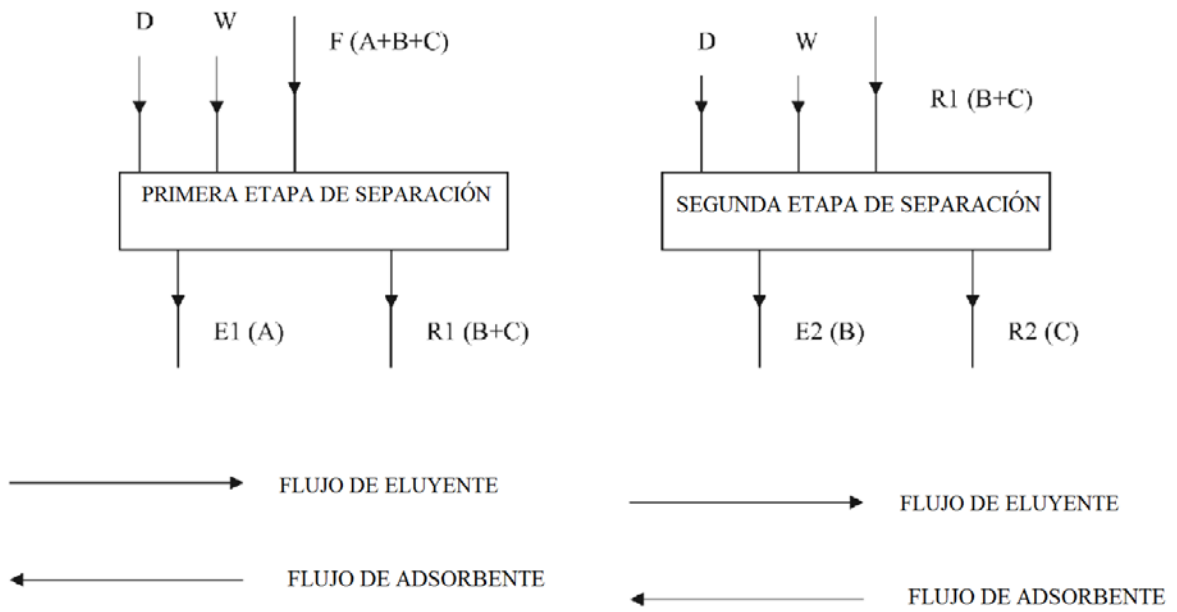 D
W
F (A+B+C)
PRIMERA ETAPA DE SEPARACIÓN
E1 (A)
R1 (B+C)
FLUJO DE ELUYENTE
FLUJO DE ADSORBENTE
D
W
R1 (B+C)
SEGUNDA ETAPA DE SEPARACIÓN
E2 (B)
R2 (C)
FLUJO DE ELUYENTE
FLUJO DE ADSORBENTE